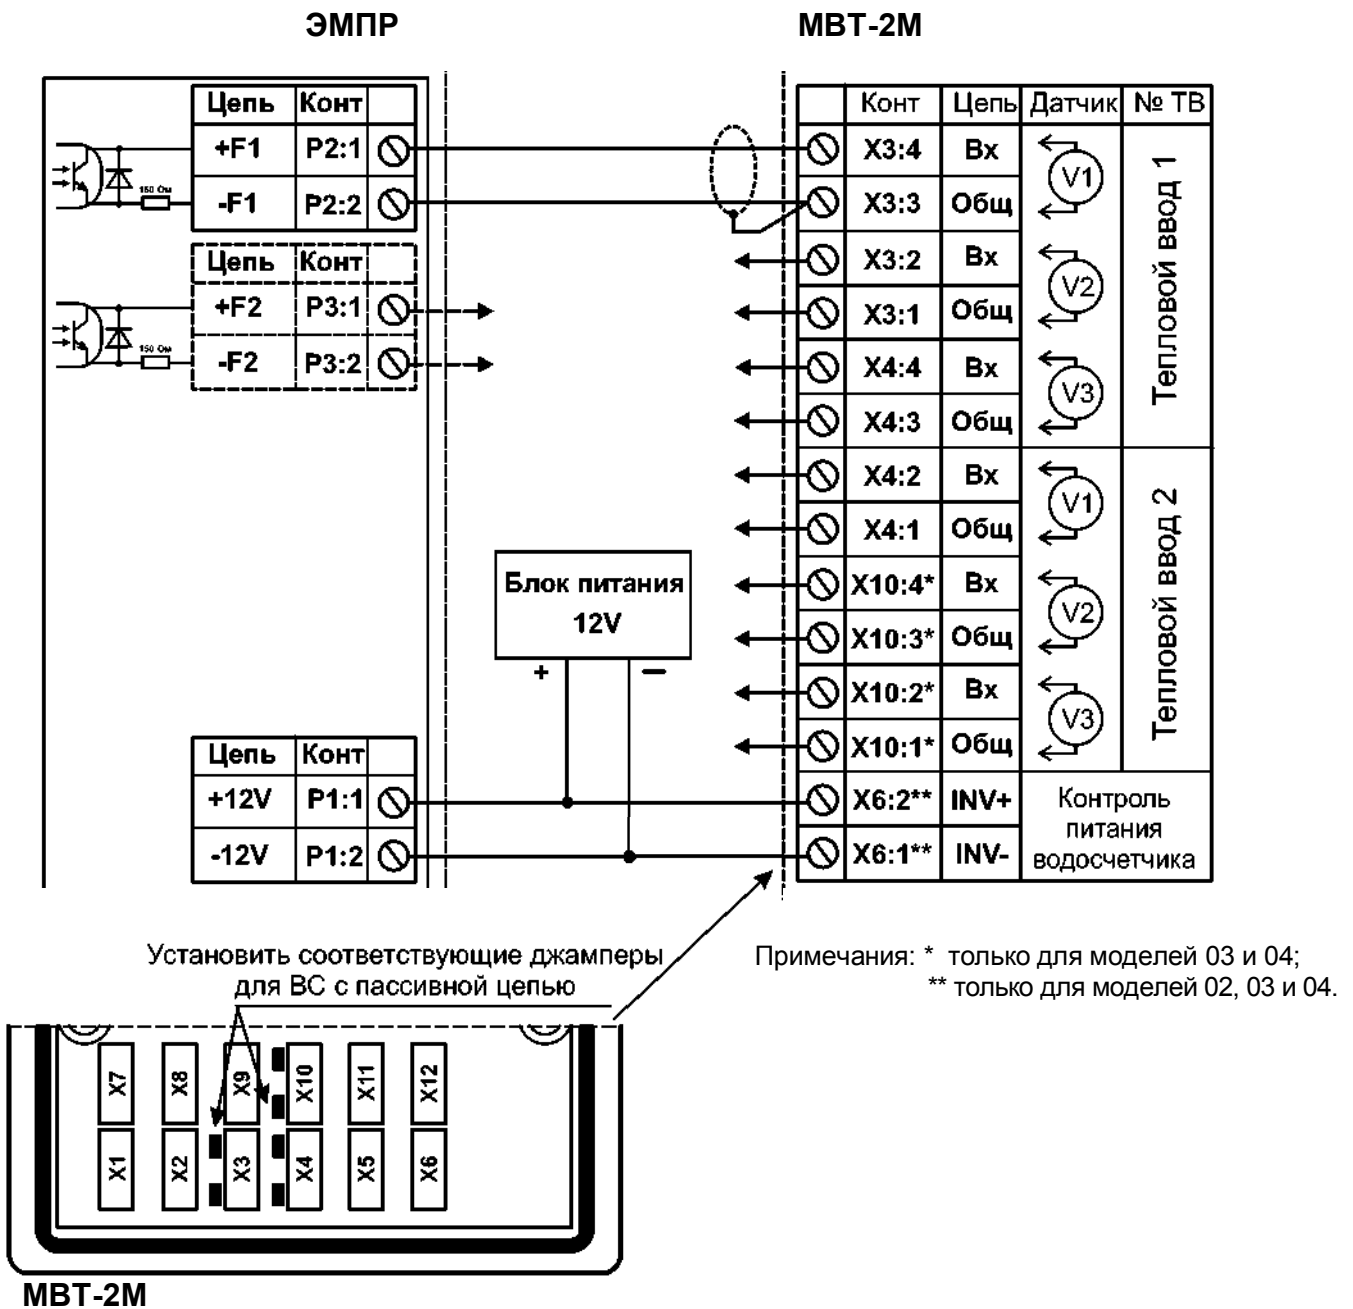 ЭМПР МВТ-2М
Цепь Конт
+F1 P2:1
-F1 P2:2
150 Ом
Цепь Конт
+F2 P3:1
-F2 P3:2
150 Ом
Блок питания
12V
+ −
Цепь Конт
+12V P1:1
-12V P1:2
Конт Цепь Датчик № ТВ
X3:4 Вх
X3:3 Общ
V1
X3:2 Вх
X3:1 Общ
V2
X4:4 Вх
X4:3 Общ
V3
Тепловой ввод 1
X4:2 Вх
X4:1 Общ
V1
X10:4* Вх
X10:3* Общ
V2
X10:2* Вх
X10:1* Общ
V3
Тепловой ввод 2
X6:2** INV+
X6:1** INV-
Контроль
питания
водосчетчика
Установить соответствующие джамперы
для ВС с пассивной цепью
Примечания: * только для моделей 03 и 04;
** только для моделей 02, 03 и 04.
X7 X8 X9 X10 X11 X12
X1 X2 X3 X4 X5 X6
МВТ-2М